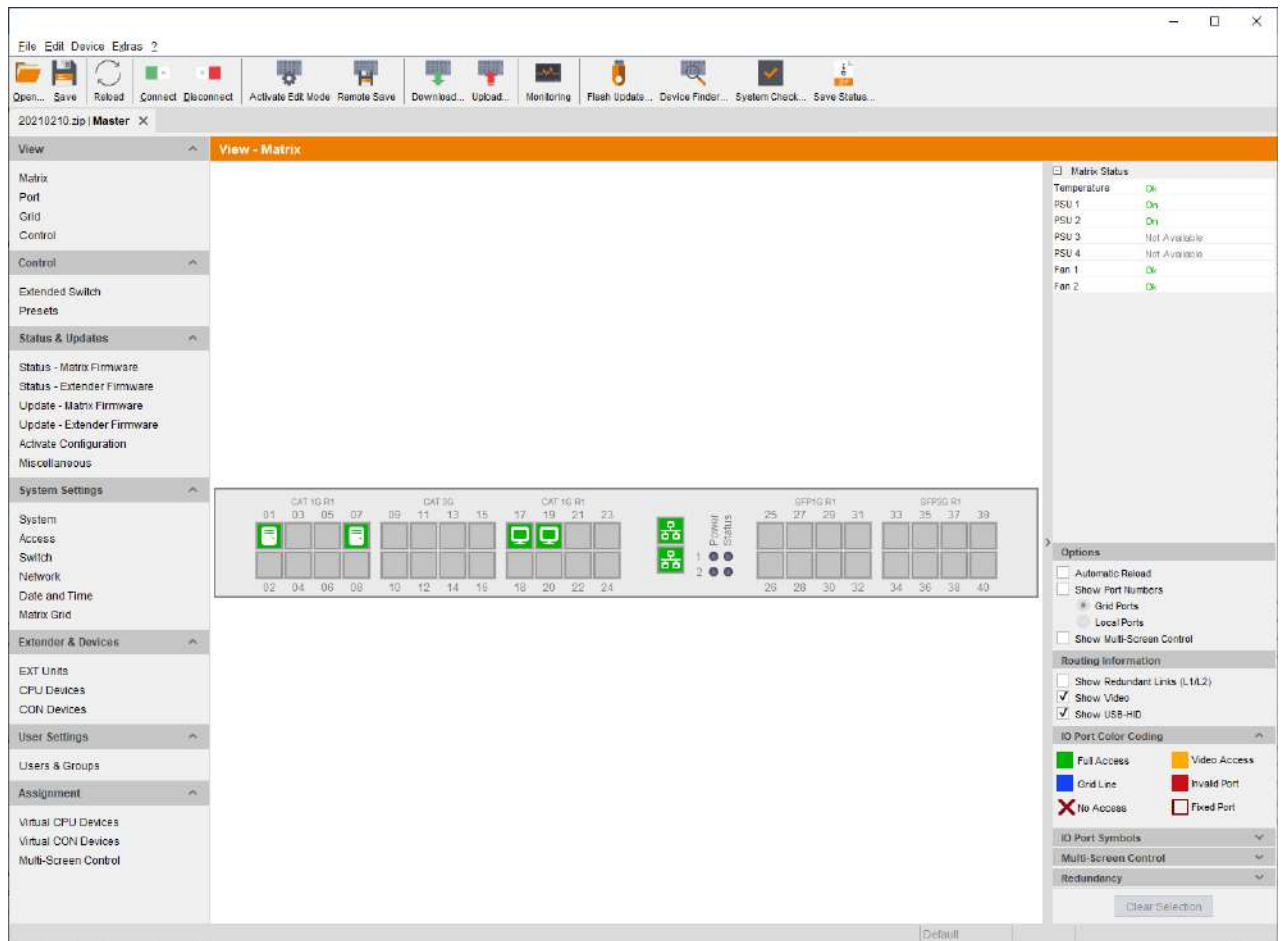 File Edit Device Extras ?
Open... Save Reload Connect Disconnect Activate Edit Mode Remote Save Download... Upload... Monitoring Flash Update... Device Finder... System Check... Save Status...
20210210.zip | Master
View
Matrix
Port
Grid
Control
Control
Extended Switch
Presets
Status & Updates
Status - Matrix Firmware
Status - Extender Firmware
Update - Matrix Firmware
Update - Extender Firmware
Activate Configuration
Miscellaneous
System Settings
System
Access
Switch
Network
Date and Time
Matrix Grid
Extender & Devices
EXT Units
CPU Devices
CON Devices
User Settings
Users & Groups
Assignment
Virtual CPU Devices
Virtual CON Devices
Multi-Screen Control
View - Matrix
CAT 1G R1 CAT 3G CAT 1G R1 SFP1G R1 SFP3G R1
01 03 05 07 09 11 13 15 17 19 21 23 25 27 29 31 33 35 37 39
Power
Status
1
2
02 04 06 08 10 12 14 16 18 20 22 24 26 28 30 32 34 36 38 40
Matrix Status
Temperature Ok
PSU 1 On
PSU 2 On
PSU 3 Not Available
PSU 4 Not Available
Fan 1 Ok
Fan 2 Ok
Options
Automatic Reload
Show Port Numbers
Grid Ports
Local Ports
Show Multi-Screen Control
Routing Information
Show Redundant Links (L1/L2)
Show Video
Show USB-HID
IO Port Color Coding
Full Access Video Access
Grid Line Invalid Port
No Access Fixed Port
IO Port Symbols
Multi-Screen Control
Redundancy
Clear Selection
Default